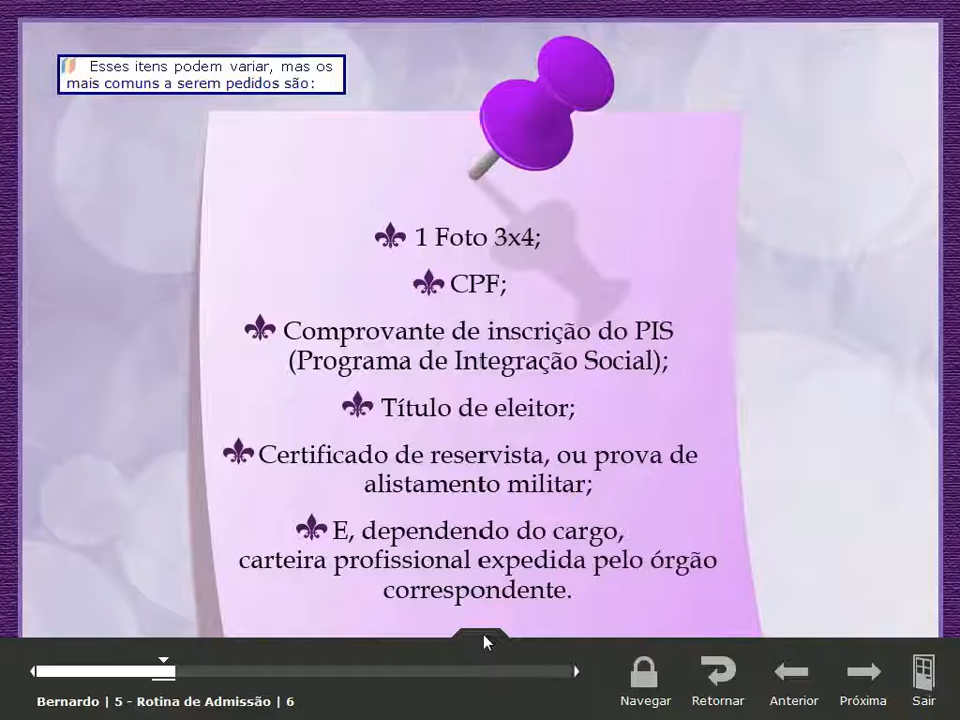 Esses itens podem variar, mas os
mais comuns a serem pedidos são:
1 Foto 3x4;
CPF;
Comprovante de inscrição do PIS
(Programa de Integração Social);
Título de eleitor;
Certificado de reservista, ou prova de
alistamento militar;
E, dependendo do cargo,
carteira profissional expedida pelo órgão
correspondente.
Bernardo | 5 - Rotina de Admissão | 6
Navegar Retornar Anterior Próxima Sair